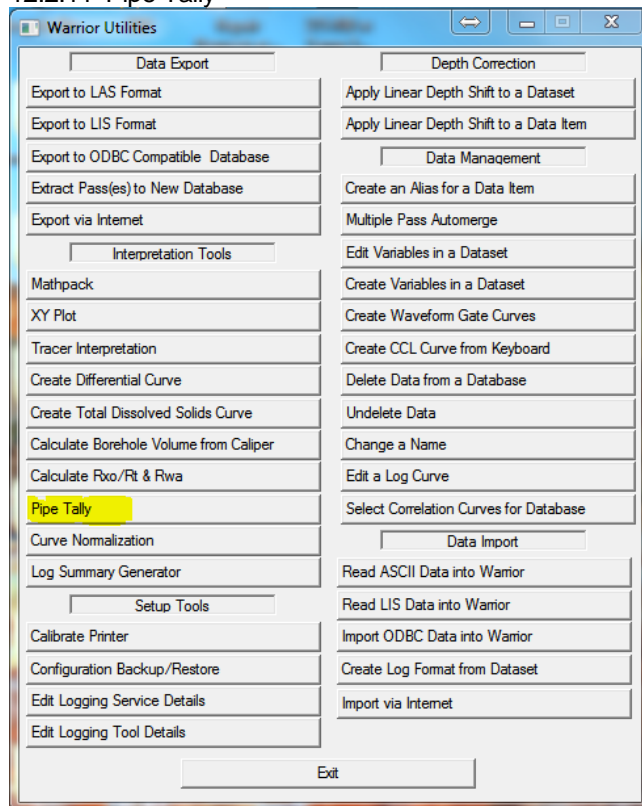 Pipe Tally
Warrior Utilities
Data Export
Export to LAS Format
Export to LIS Format
Export to ODBC Compatible Database
Extract Pass(es) to New Database
Export via Internet
Interpretation Tools
Mathpack
XY Plot
Tracer Interpretation
Create Differential Curve
Create Total Dissolved Solids Curve
Calculate Borehole Volume from Caliper
Calculate Rxo/Rt & Rwa
Pipe Tally
Curve Normalization
Log Summary Generator
Setup Tools
Calibrate Printer
Configuration Backup/Restore
Edit Logging Service Details
Edit Logging Tool Details
Depth Correction
Apply Linear Depth Shift to a Dataset
Apply Linear Depth Shift to a Data Item
Data Management
Create an Alias for a Data Item
Multiple Pass Automerge
Edit Variables in a Dataset
Create Variables in a Dataset
Create Waveform Gate Curves
Create CCL Curve from Keyboard
Delete Data from a Database
Undelete Data
Change a Name
Edit a Log Curve
Select Correlation Curves for Database
Data Import
Read ASCII Data into Warrior
Read LIS Data into Warrior
Import ODBC Data into Warrior
Create Log Format from Dataset
Import via Internet
Exit